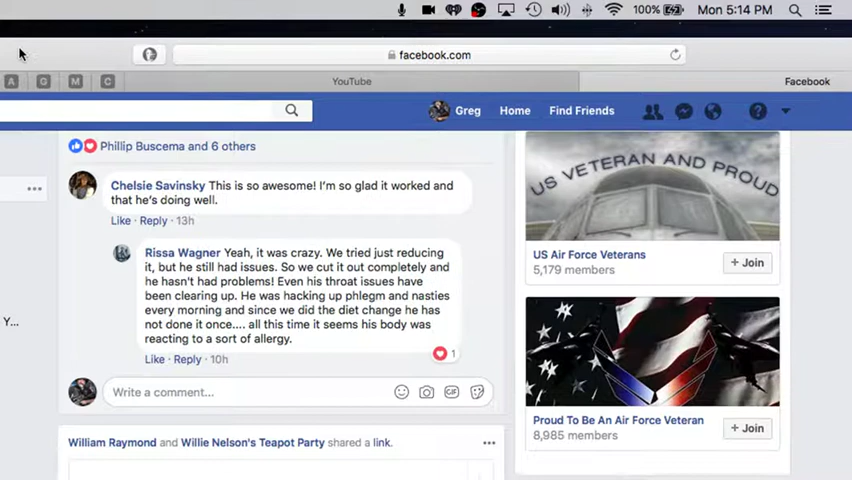 100% Mon 5:14 PM
facebook.com
A G M C YouTube Facebook
Greg Home Find Friends
Phillip Buscema and 6 others
Chelsie Savinsky This is so awesome! I'm so glad it worked and
that he's doing well.
Like · Reply · 13h
Rissa Wagner Yeah, it was crazy. We tried just reducing
it, but he still had issues. So we cut it out completely and
he hasn't had problems! Even his throat issues have
been clearing up. He was hacking up phlegm and nasties
every morning and since we did the diet change he has
not done it once.... all this time it seems his body was
reacting to a sort of allergy.
1
Like · Reply · 10h
Y...
Write a comment...
GIF
William Raymond and Willie Nelson's Teapot Party shared a link.
US VETERAN AND PROUD
US Air Force Veterans
5,179 members
+ Join
Proud To Be An Air Force Veteran
8,985 members
+ Join